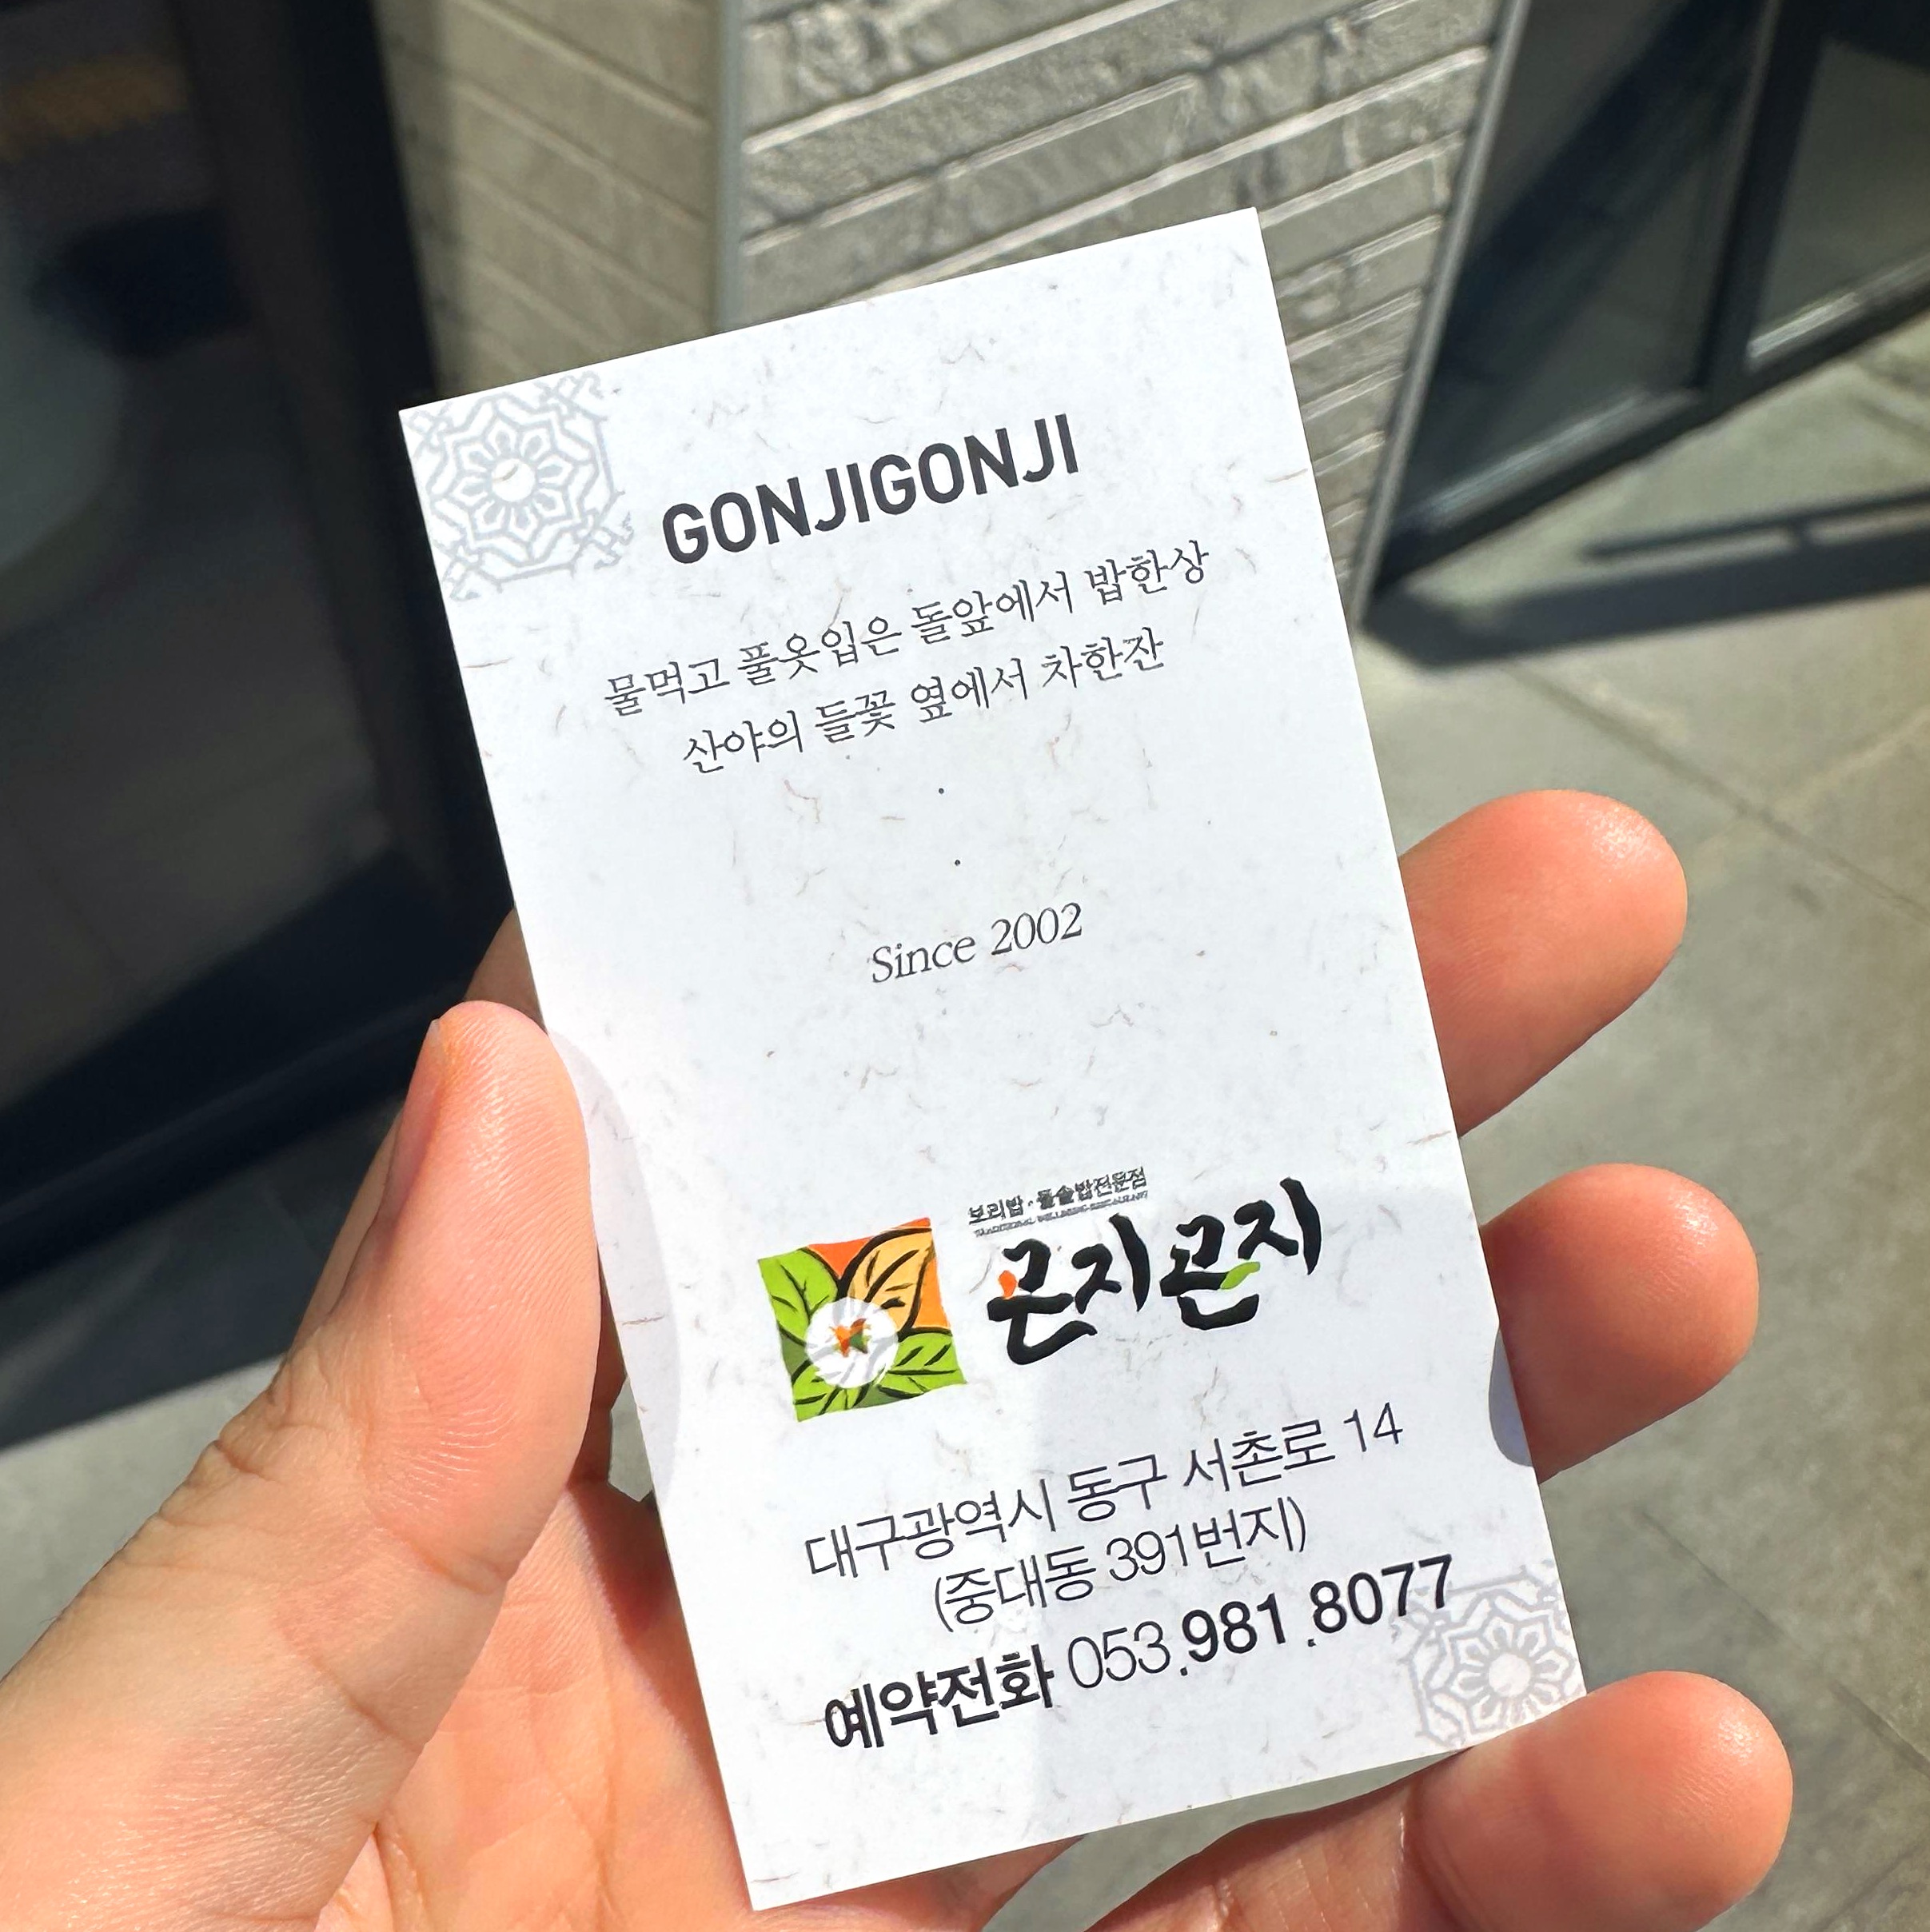 GONJIGONJI
물먹고 풀옷입은 돌앞에서 밥한상
산야의 들꽃 옆에서 차한잔
Since 2002
보리밥 · 돌솥밥전문점
곤지곤지
대구광역시 동구 서촌로 14
(중대동 391번지)
예약전화 053.981.8077